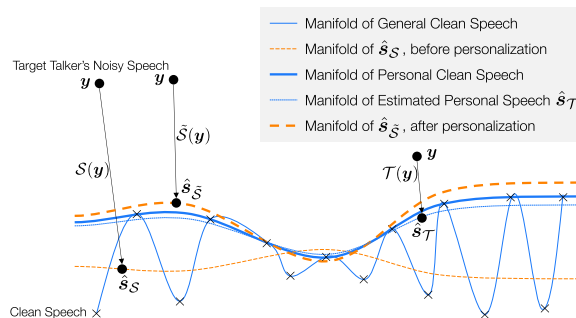 Manifold of General Clean Speech
Manifold of ŝ_𝒮, before personalization
Manifold of Personal Clean Speech
Manifold of Estimated Personal Speech ŝ_𝒯
Manifold of ŝ_𝒮̃, after personalization
Target Talker's Noisy Speech
y y
𝒮̃(y)
y
𝒮(y) 𝒯(y)
ŝ_𝒮̃
ŝ_𝒯
ŝ_𝒮
Clean Speech